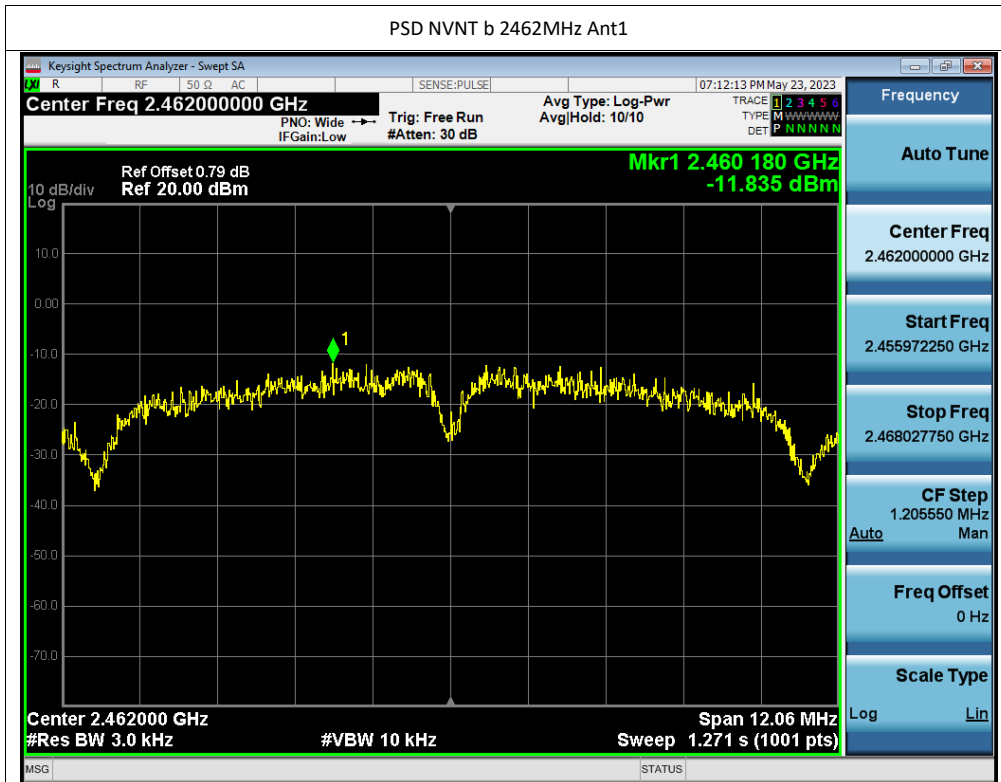 PSD NVNT b 2462MHz Ant1
Keysight Spectrum Analyzer - Swept SA
LXI R RF 50 Ω AC SENSE:PULSE 07:12:13 PM May 23, 2023
Center Freq 2.462000000 GHz
PNO: Wide
IFGain:Low
Trig: Free Run
#Atten: 30 dB
Avg Type: Log-Pwr
Avg|Hold: 10/10
TRACE 1 2 3 4 5 6
TYPE M WWWWW
DET P N N N N N
Ref Offset 0.79 dB
10 dB/div Ref 20.00 dBm
Log
Mkr1 2.460 180 GHz
-11.835 dBm
10.0
0.00
1
-10.0
-20.0
-30.0
-40.0
-50.0
-60.0
-70.0
Center 2.462000 GHz Span 12.06 MHz
#Res BW 3.0 kHz #VBW 10 kHz Sweep 1.271 s (1001 pts)
MSG STATUS
Frequency
Auto Tune
Center Freq
2.462000000 GHz
Start Freq
2.455972250 GHz
Stop Freq
2.468027750 GHz
CF Step
1.205550 MHz
Auto Man
Freq Offset
0 Hz
Scale Type
Log Lin